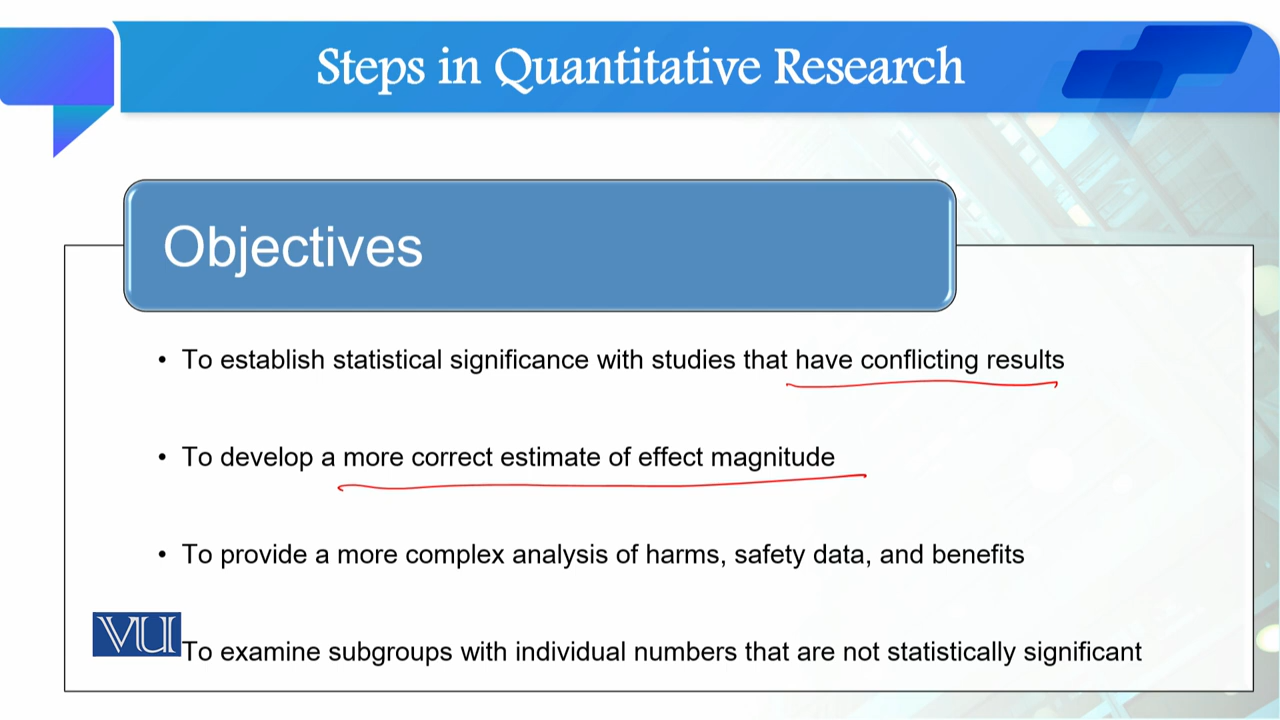 Steps in Quantitative Research
Objectives
• To establish statistical significance with studies that have conflicting results
• To develop a more correct estimate of effect magnitude
• To provide a more complex analysis of harms, safety data, and benefits
VU
To examine subgroups with individual numbers that are not statistically significant